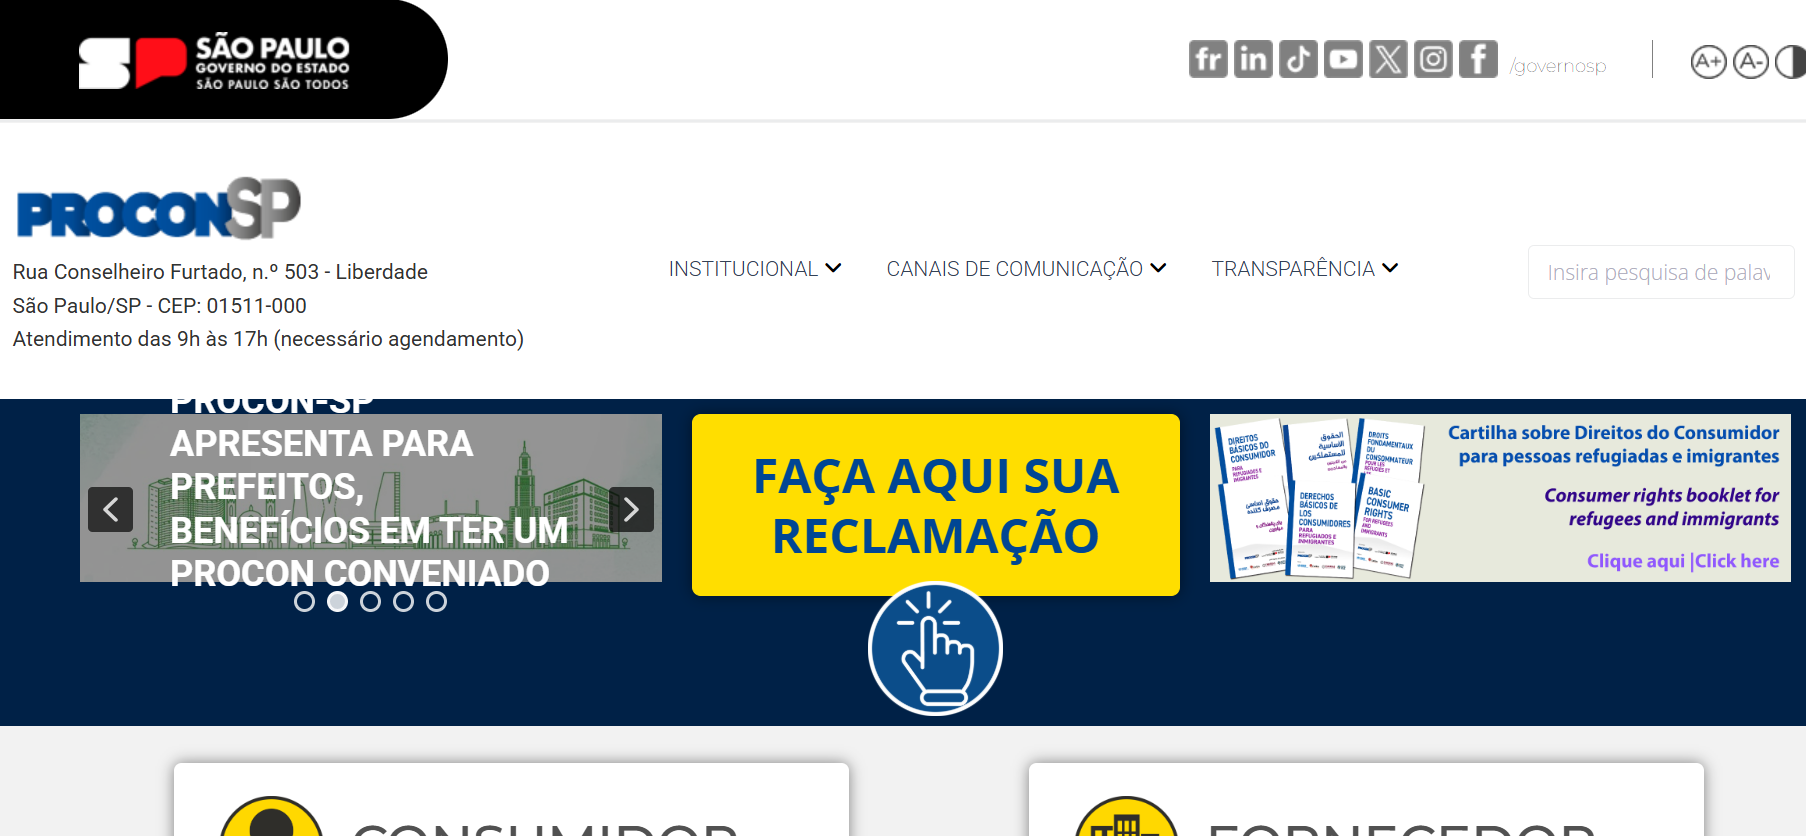 SÃO PAULO
GOVERNO DO ESTADO
SÃO PAULO SÃO TODOS
/governosp
A+ A-
PROCONSP
Rua Conselheiro Furtado, n.º 503 - Liberdade
São Paulo/SP - CEP: 01511-000
Atendimento das 9h às 17h (necessário agendamento)
INSTITUCIONAL
CANAIS DE COMUNICAÇÃO
TRANSPARÊNCIA
Insira pesquisa de palav
PROCON-SP
APRESENTA PARA
PREFEITOS,
BENEFÍCIOS EM TER UM
PROCON CONVENIADO
FAÇA AQUI SUA
RECLAMAÇÃO
DIREITOS
BÁSICOS DO
CONSUMIDOR
PARA
REFUGIADOS E
IMIGRANTES
الحقوق
الأساسية
للمستهلكين
DROITS
FONDAMENTAUX
DU
CONSOMMATEUR
POUR LES
RÉFUGIÉS ET
DERECHOS
BÁSICOS DE
LOS
CONSUMIDORES
PARA
REFUGIADOS E
INMIGRANTES
BASIC
CONSUMER
RIGHTS
FOR REFUGEES
AND
IMMIGRANTS
Cartilha sobre Direitos do Consumidor
para pessoas refugiadas e imigrantes
Consumer rights booklet for
refugees and immigrants
Clique aqui |Click here
CONSUMIDOR
FORNECEDOR